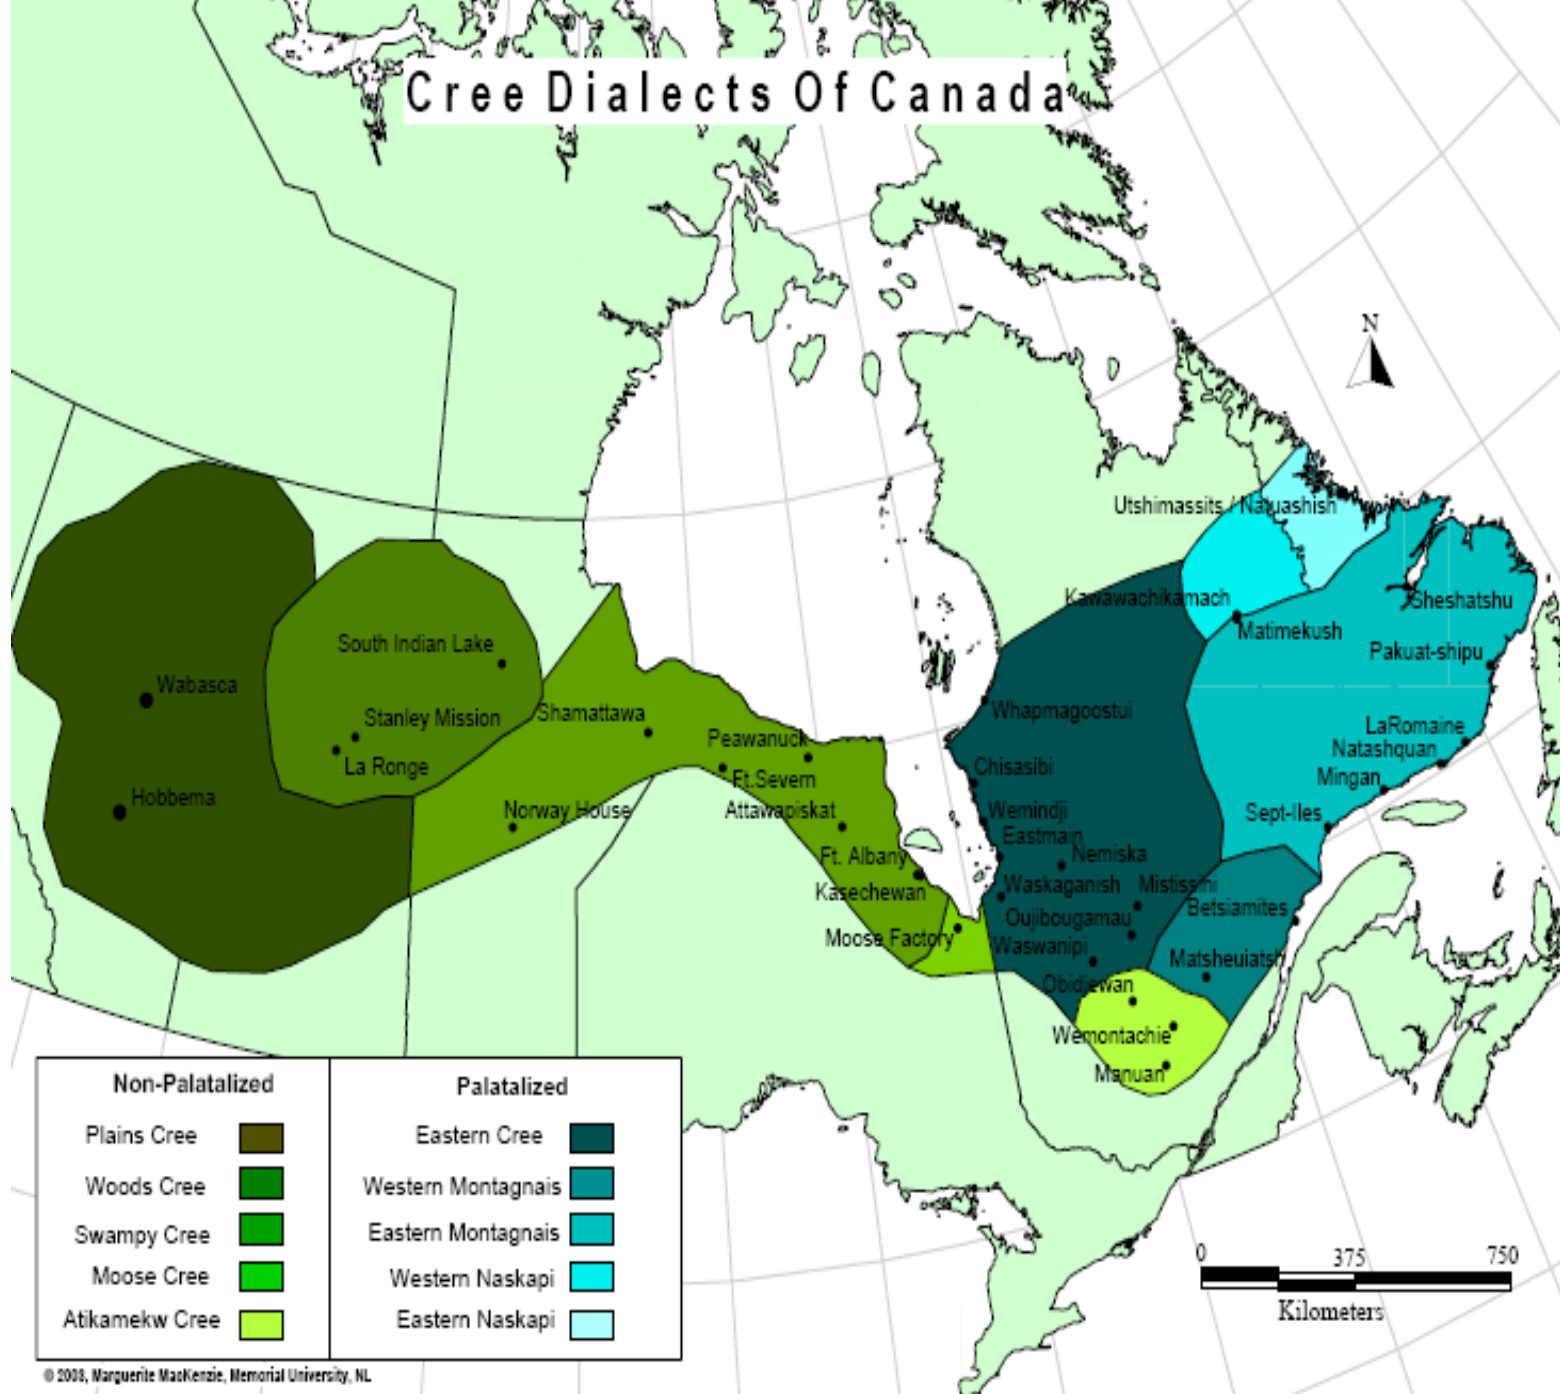 Cree Dialects Of Canada
N
Utshimassits / Natuashish
Kawawachikamach
Sheshatshu
Matimekush
South Indian Lake
Pakuat-shipu
Wabasca
Whapmagoostui
Stanley Mission
Shamattawa
LaRomaine
Peawanuck
Natashquan
La Ronge
Chisasibi
Ft.Severn
Mingan
Hobbema
Norway House
Attawapiskat
Wemindji
Sept-Iles
Eastmain
Ft. Albany
Nemiska
Kasechewan
Waskaganish
Mistissini
Betsiamites
Oujibougamau
Moose Factory
Waswanipi
Matsheuiatsh
Obidjewan
Wemontachie
Manuan
Non-Palatalized
Plains Cree
Woods Cree
Swampy Cree
Moose Cree
Atikamekw Cree
Palatalized
Eastern Cree
Western Montagnais
Eastern Montagnais
Western Naskapi
Eastern Naskapi
0 375 750
Kilometers
© 2003, Marguerite MacKenzie, Memorial University, NL